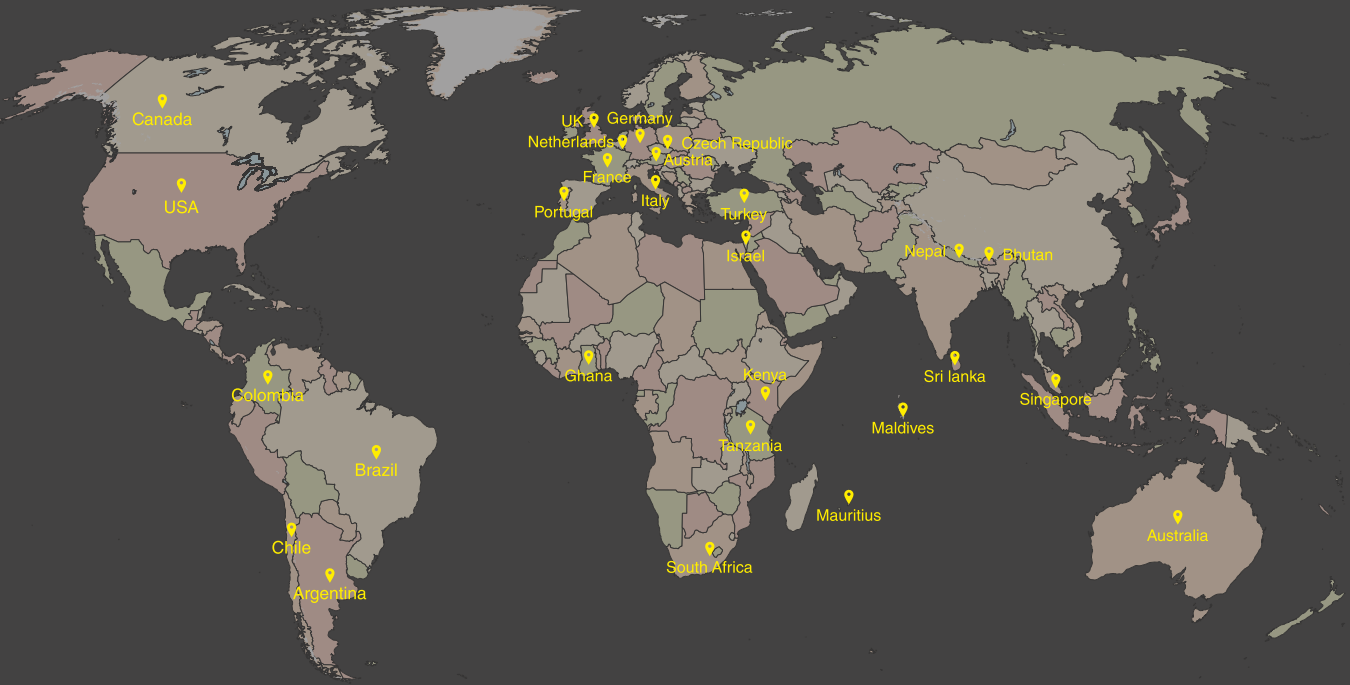 Canada
UK
Germany
Netherlands
Czech Republic
Austria
France
USA
Portugal
Italy
Turkey
Israel
Nepal
Bhutan
Ghana
Kenya
Sri lanka
Colombia
Singapore
Maldives
Tanzania
Brazil
Mauritius
Australia
Chile
South Africa
Argentina